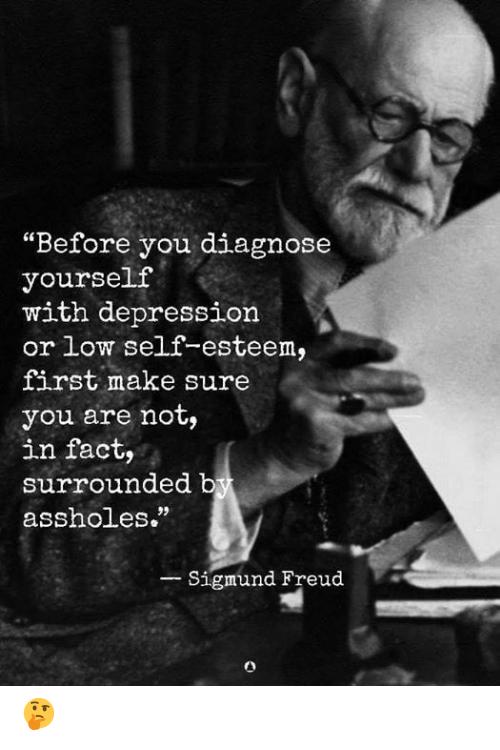 “Before you diagnose
yourself
with depression
or low self-esteem,
first make sure
you are not,
in fact,
surrounded by
assholes.”
— Sigmund Freud